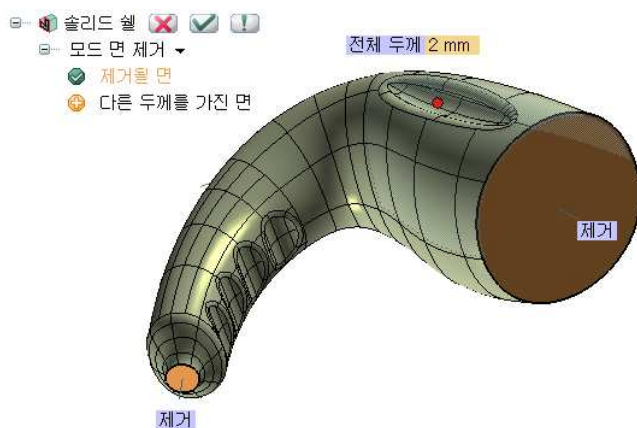 솔리드 쉘
모드 면 제거
제거될 면
다른 두께를 가진 면
전체 두께 2 mm
제거
제거